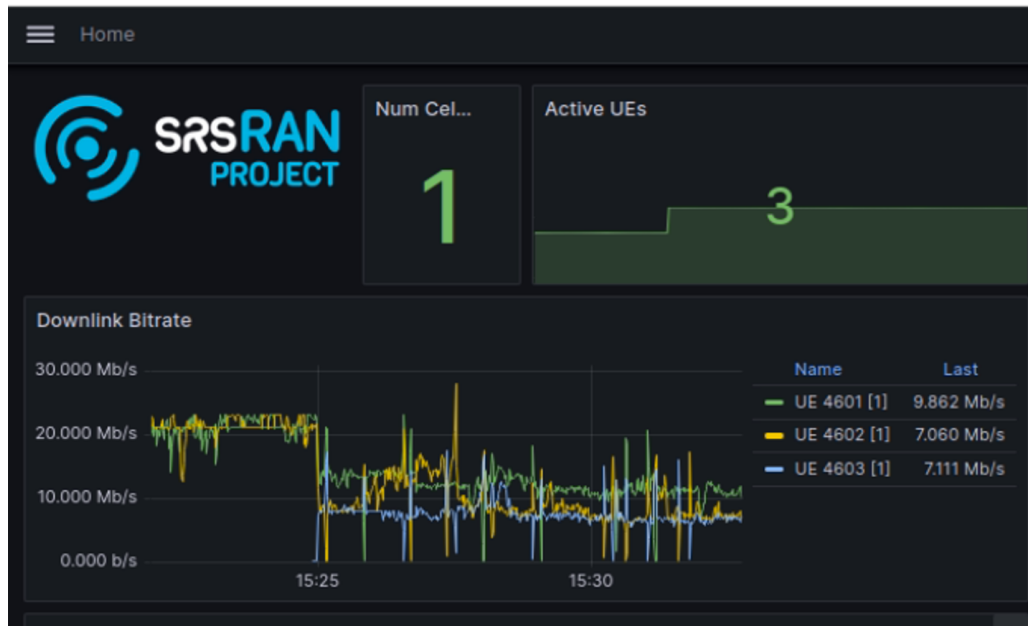 Home
srsRAN
PROJECT
Num Cel...
1
Active UEs
3
Downlink Bitrate
30.000 Mb/s
20.000 Mb/s
10.000 Mb/s
0.000 b/s
15:25
15:30
Name Last
UE 4601 [1] 9.862 Mb/s
UE 4602 [1] 7.060 Mb/s
UE 4603 [1] 7.111 Mb/s